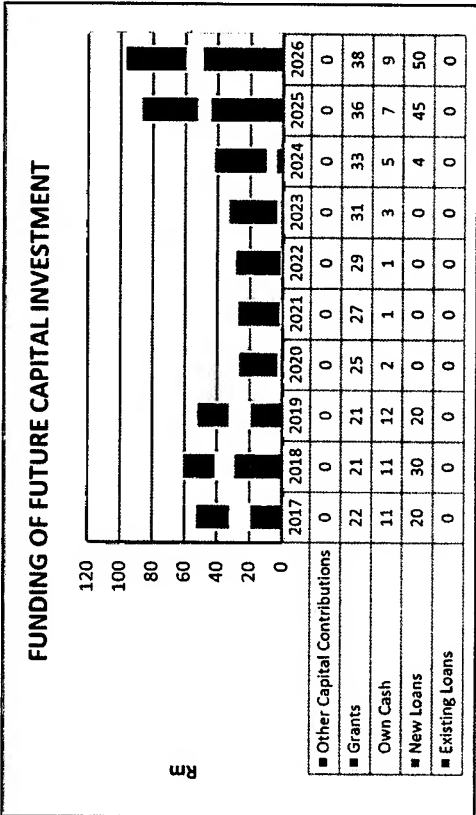 FUNDING OF FUTURE CAPITAL INVESTMENT
120
100
80
60
40
20
0
Rm
2017 2018 2019 2020 2021 2022 2023 2024 2025 2026
Other Capital Contributions 0 0 0 0 0 0 0 0 0 0
Grants 22 21 21 25 27 29 31 33 36 38
Own Cash 11 11 12 2 1 1 3 5 7 9
New Loans 20 30 20 0 0 0 0 4 45 50
Existing Loans 0 0 0 0 0 0 0 0 0 0